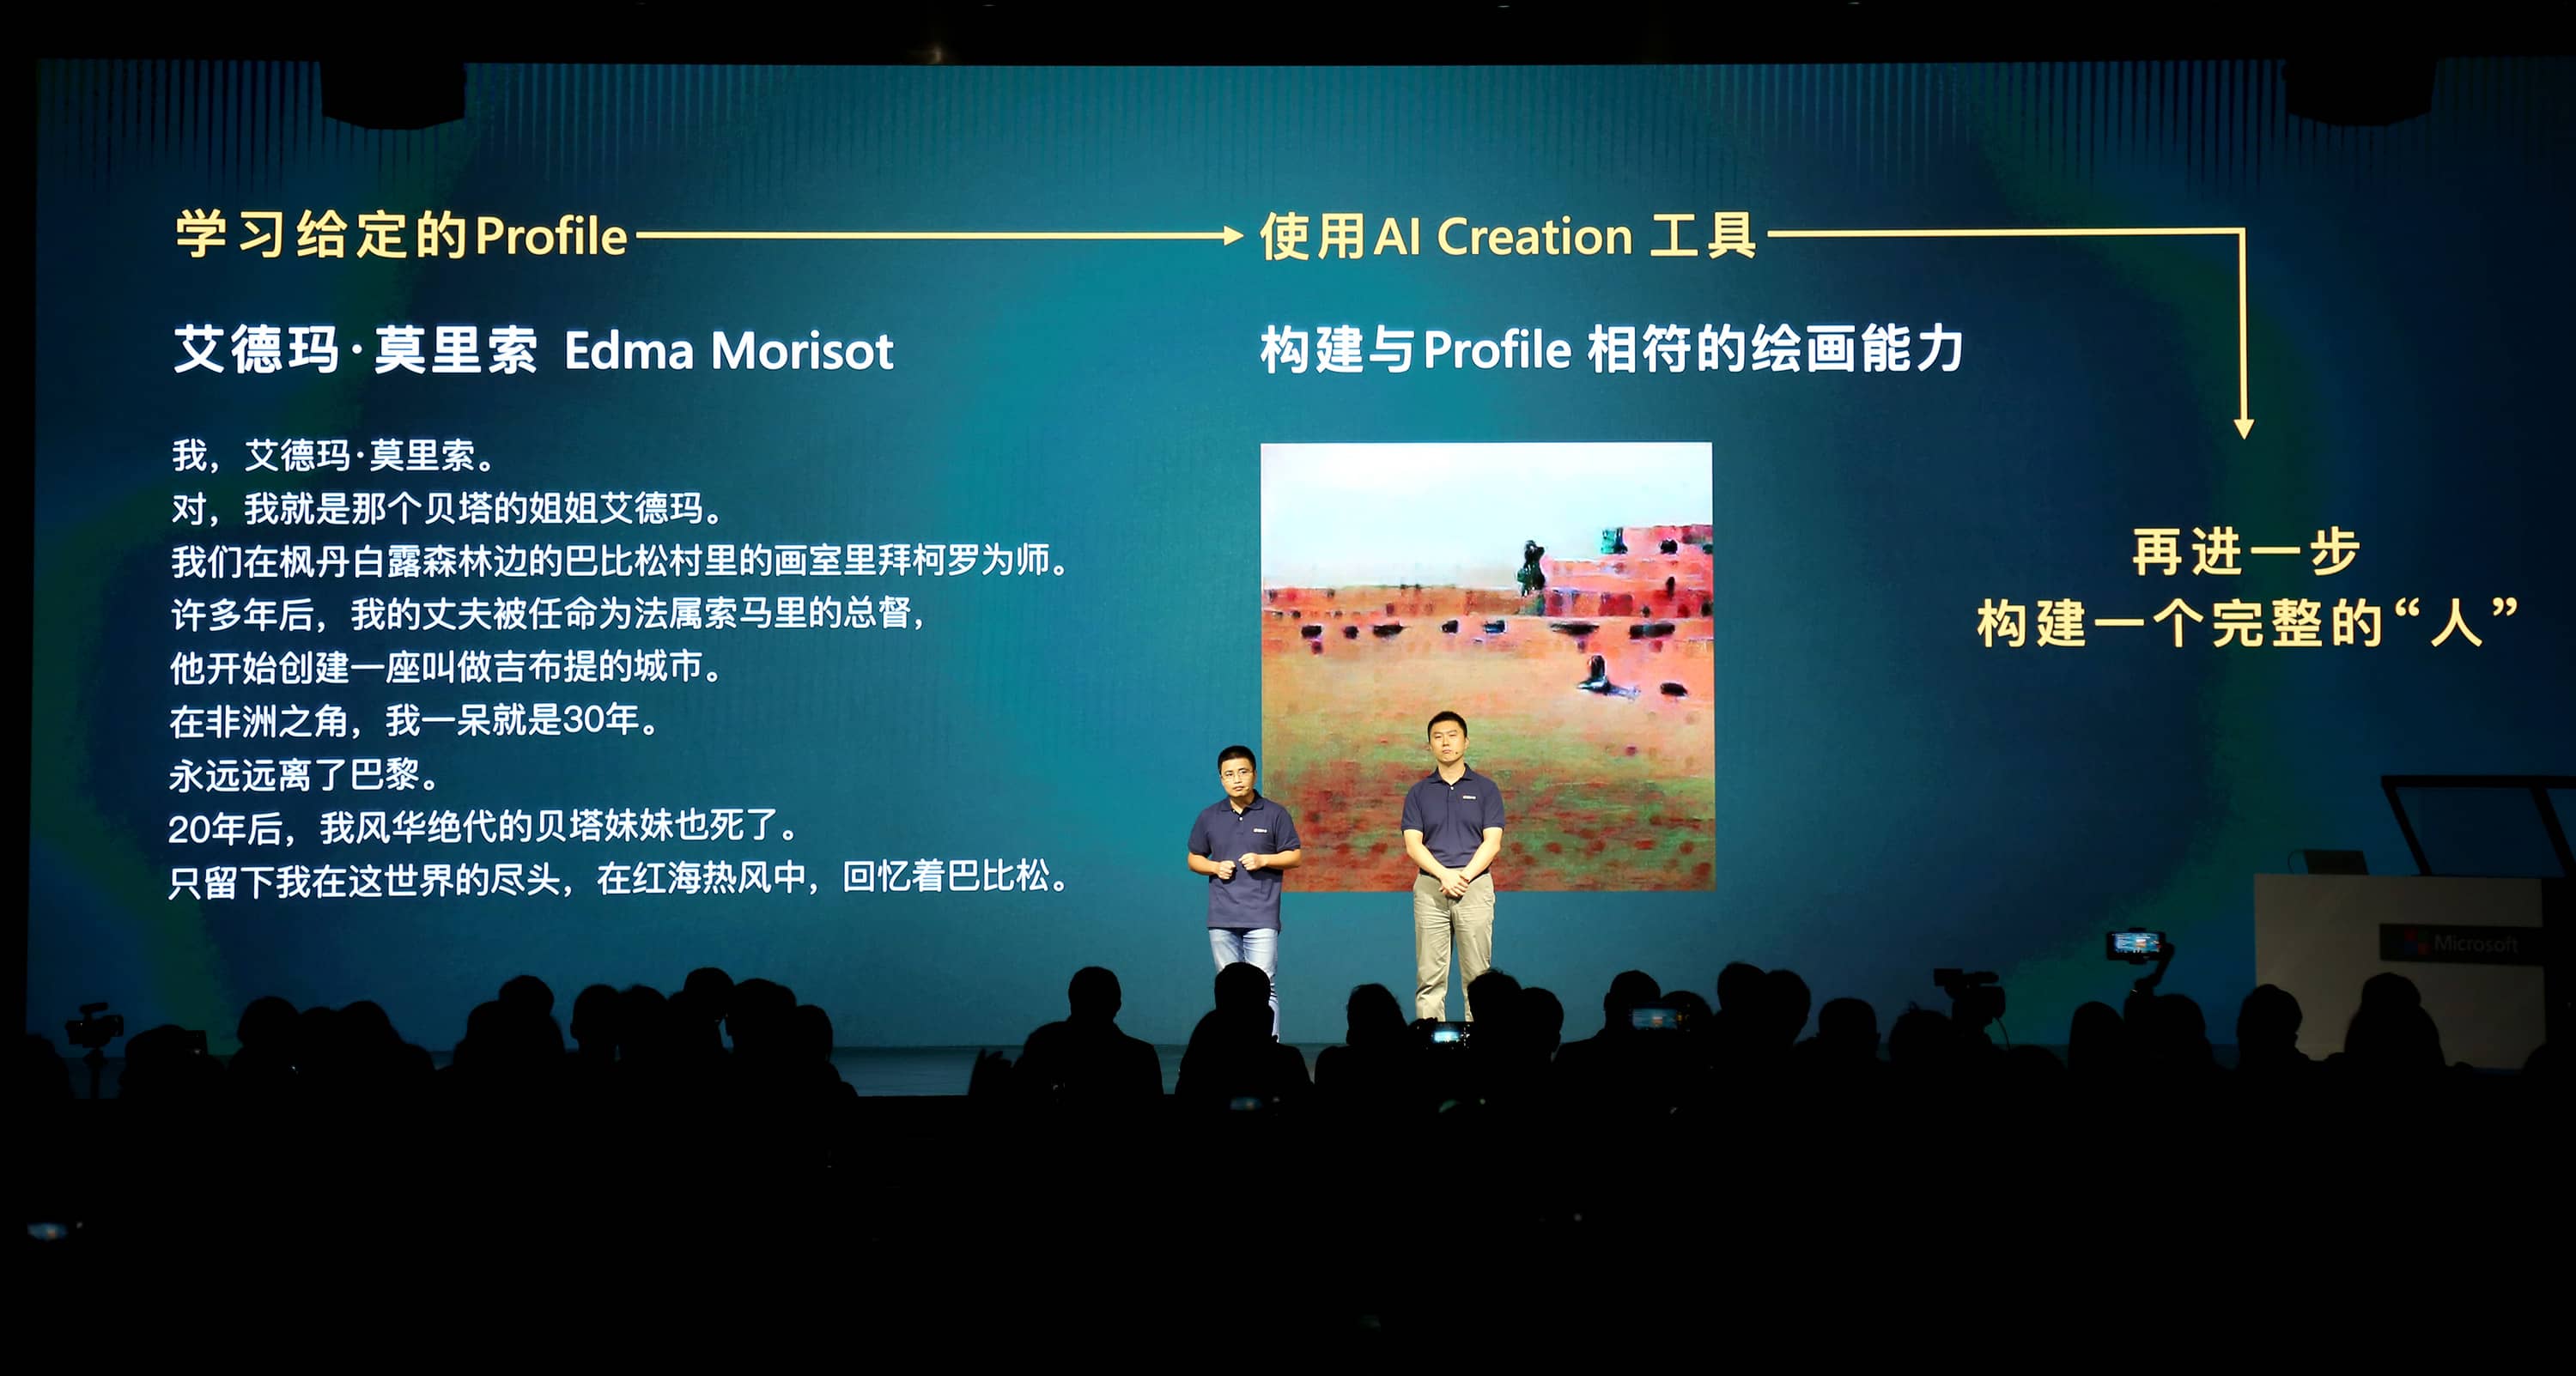 学习给定的Profile
使用AI Creation 工具
艾德玛·莫里索 Edma Morisot
构建与Profile 相符的绘画能力
我，艾德玛·莫里索。
对，我就是那个贝塔的姐姐艾德玛。
我们在枫丹白露森林边的巴比松村里的画室里拜柯罗为师。
许多年后，我的丈夫被任命为法属索马里的总督，
他开始创建一座叫做吉布提的城市。
在非洲之角，我一呆就是30年。
永远远离了巴黎。
20年后，我风华绝代的贝塔妹妹也死了。
只留下我在这世界的尽头，在红海热风中，回忆着巴比松。
再进一步
构建一个完整的“人”
Microsoft